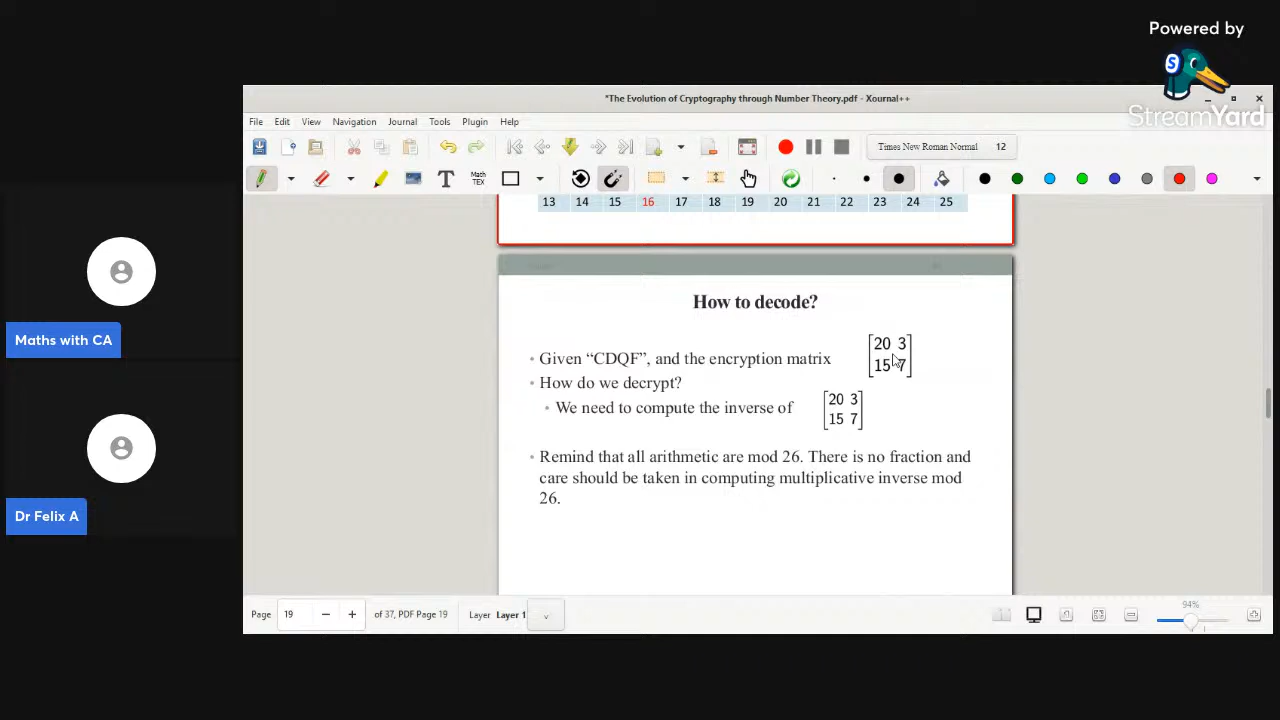 Powered by
S
StreamYard
*The Evolution of Cryptography through Number Theory.pdf - Xournal++
File Edit View Navigation Journal Tools Plugin Help
Times New Roman Normal 12
T
Math
TEX
13 14 15 16 17 18 19 20 21 22 23 24 25
How to decode?
• Given “CDQF”, and the encryption matrix
20 3
15 7
• How do we decrypt?
• We need to compute the inverse of
20 3
15 7
• Remind that all arithmetic are mod 26. There is no fraction and
care should be taken in computing multiplicative inverse mod
26.
Maths with CA
Dr Felix A
Page 19 − + of 37, PDF Page 19 Layer Layer 1 v
94%